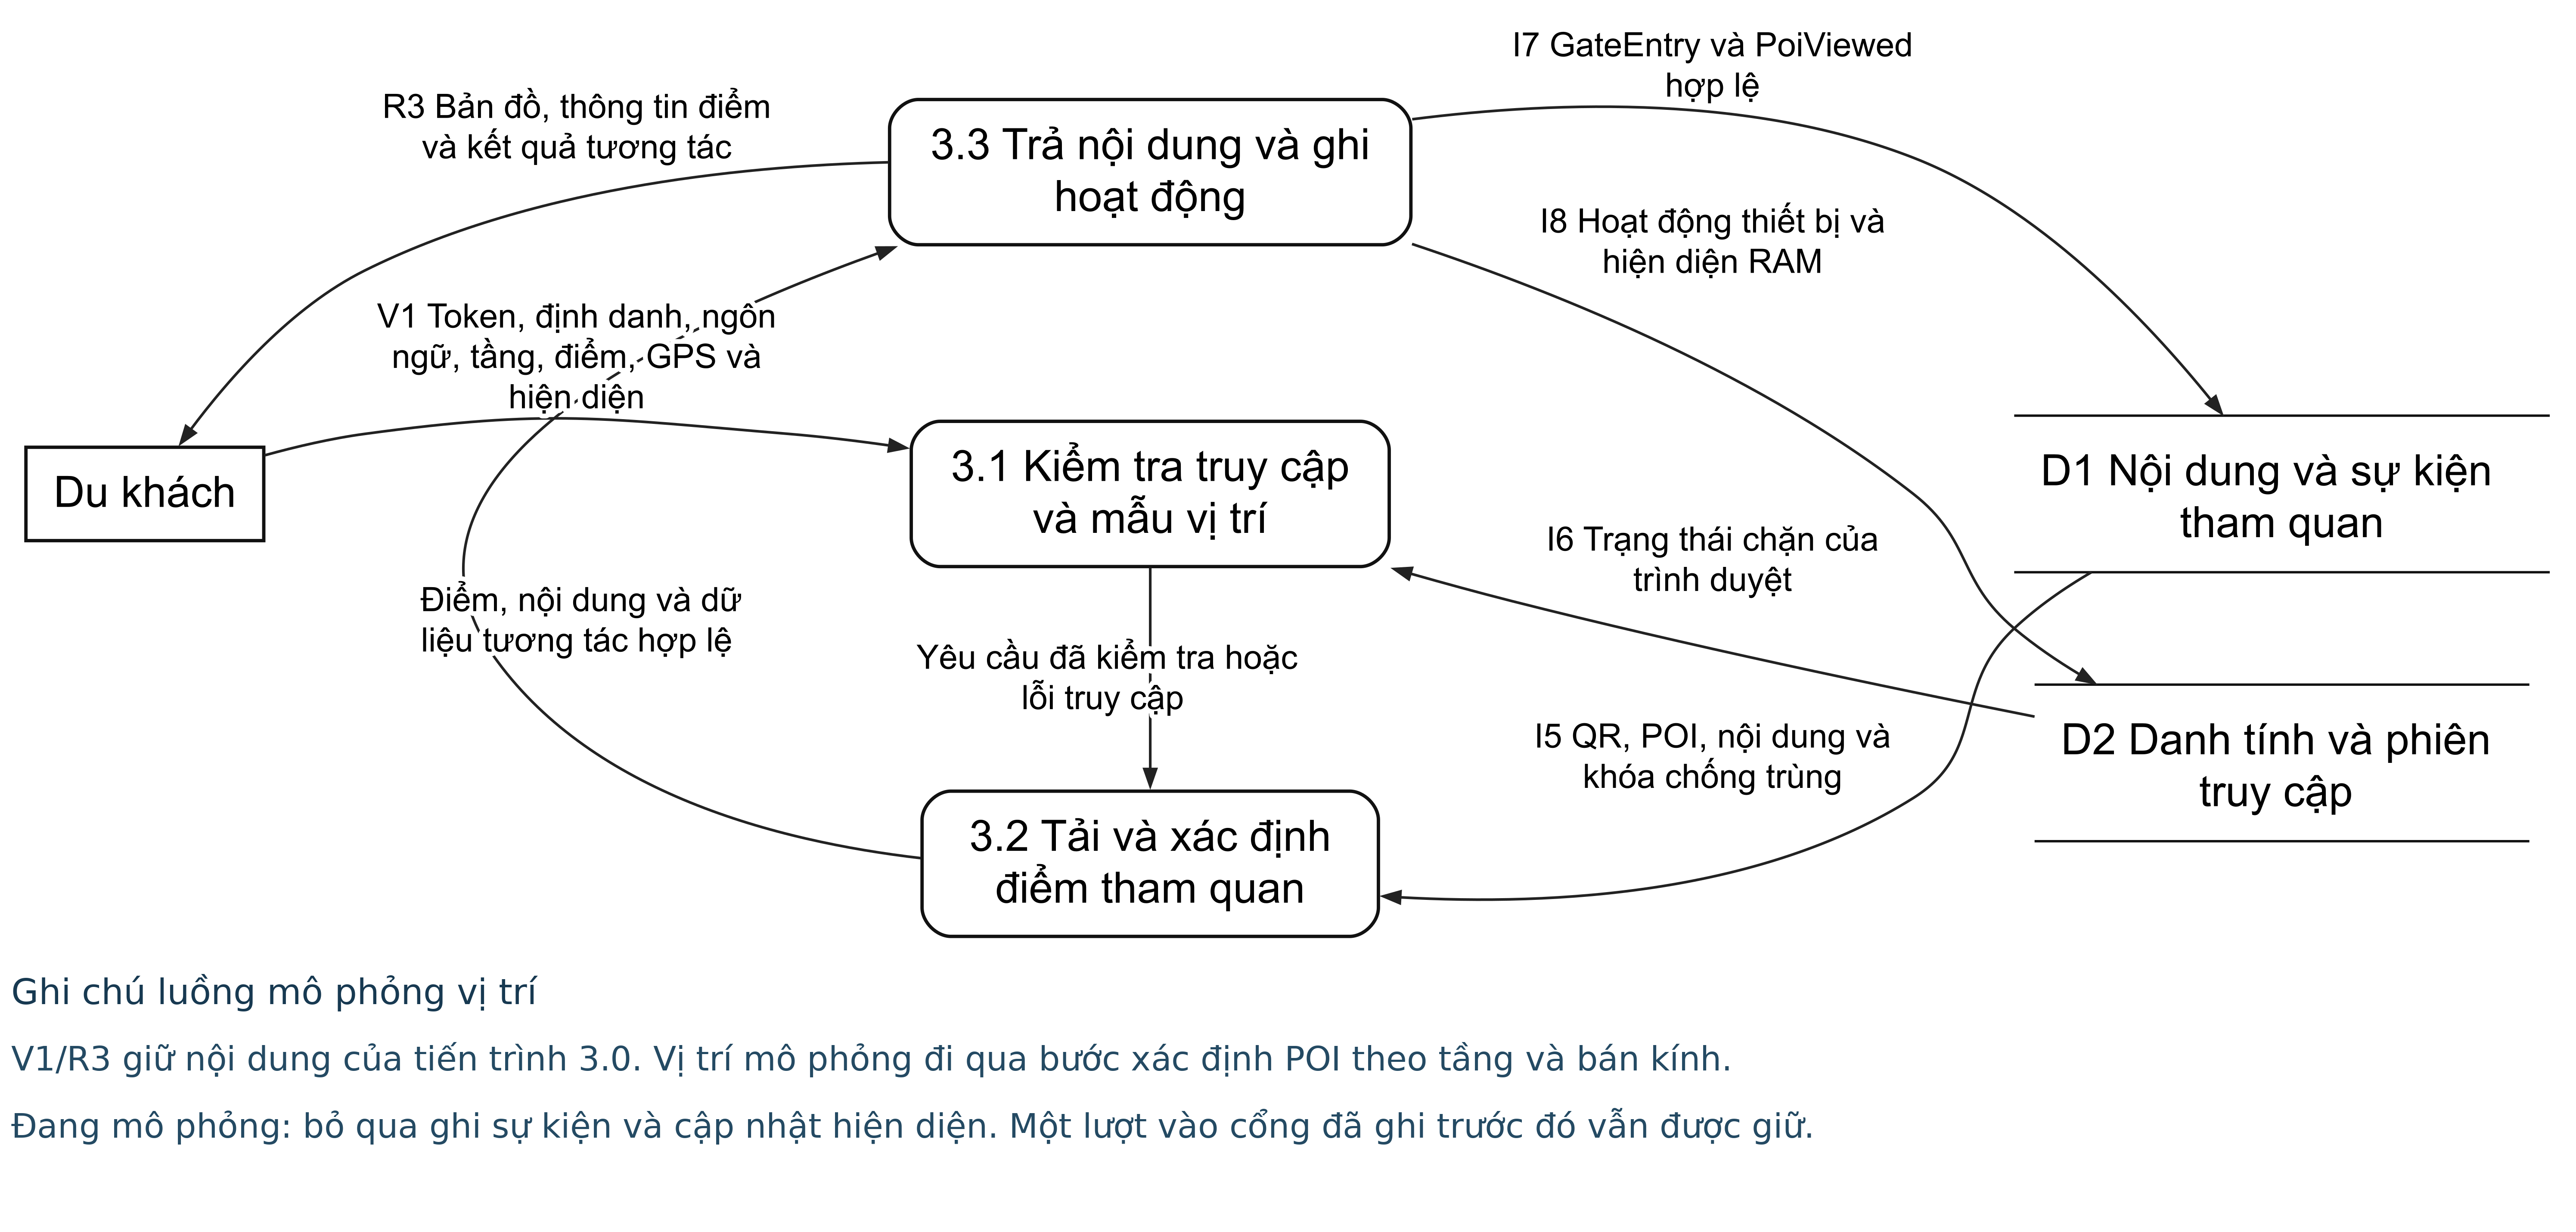 I7 GateEntry và PoiViewed
hợp lệ
R3 Bản đồ, thông tin điểm
và kết quả tương tác
3.3 Trả nội dung và ghi
hoạt động
I8 Hoạt động thiết bị và
hiện diện RAM
V1 Token, định danh, ngôn
ngữ, tầng, điểm, GPS và
hiện diện
Du khách
3.1 Kiểm tra truy cập
và mẫu vị trí
D1 Nội dung và sự kiện
tham quan
I6 Trạng thái chặn của
trình duyệt
Điểm, nội dung và dữ
liệu tương tác hợp lệ
Yêu cầu đã kiểm tra hoặc
lỗi truy cập
I5 QR, POI, nội dung và
khóa chống trùng
D2 Danh tính và phiên
truy cập
3.2 Tải và xác định
điểm tham quan
Ghi chú luồng mô phỏng vị trí
V1/R3 giữ nội dung của tiến trình 3.0. Vị trí mô phỏng đi qua bước xác định POI theo tầng và bán kính.
Đang mô phỏng: bỏ qua ghi sự kiện và cập nhật hiện diện. Một lượt vào cổng đã ghi trước đó vẫn được giữ.